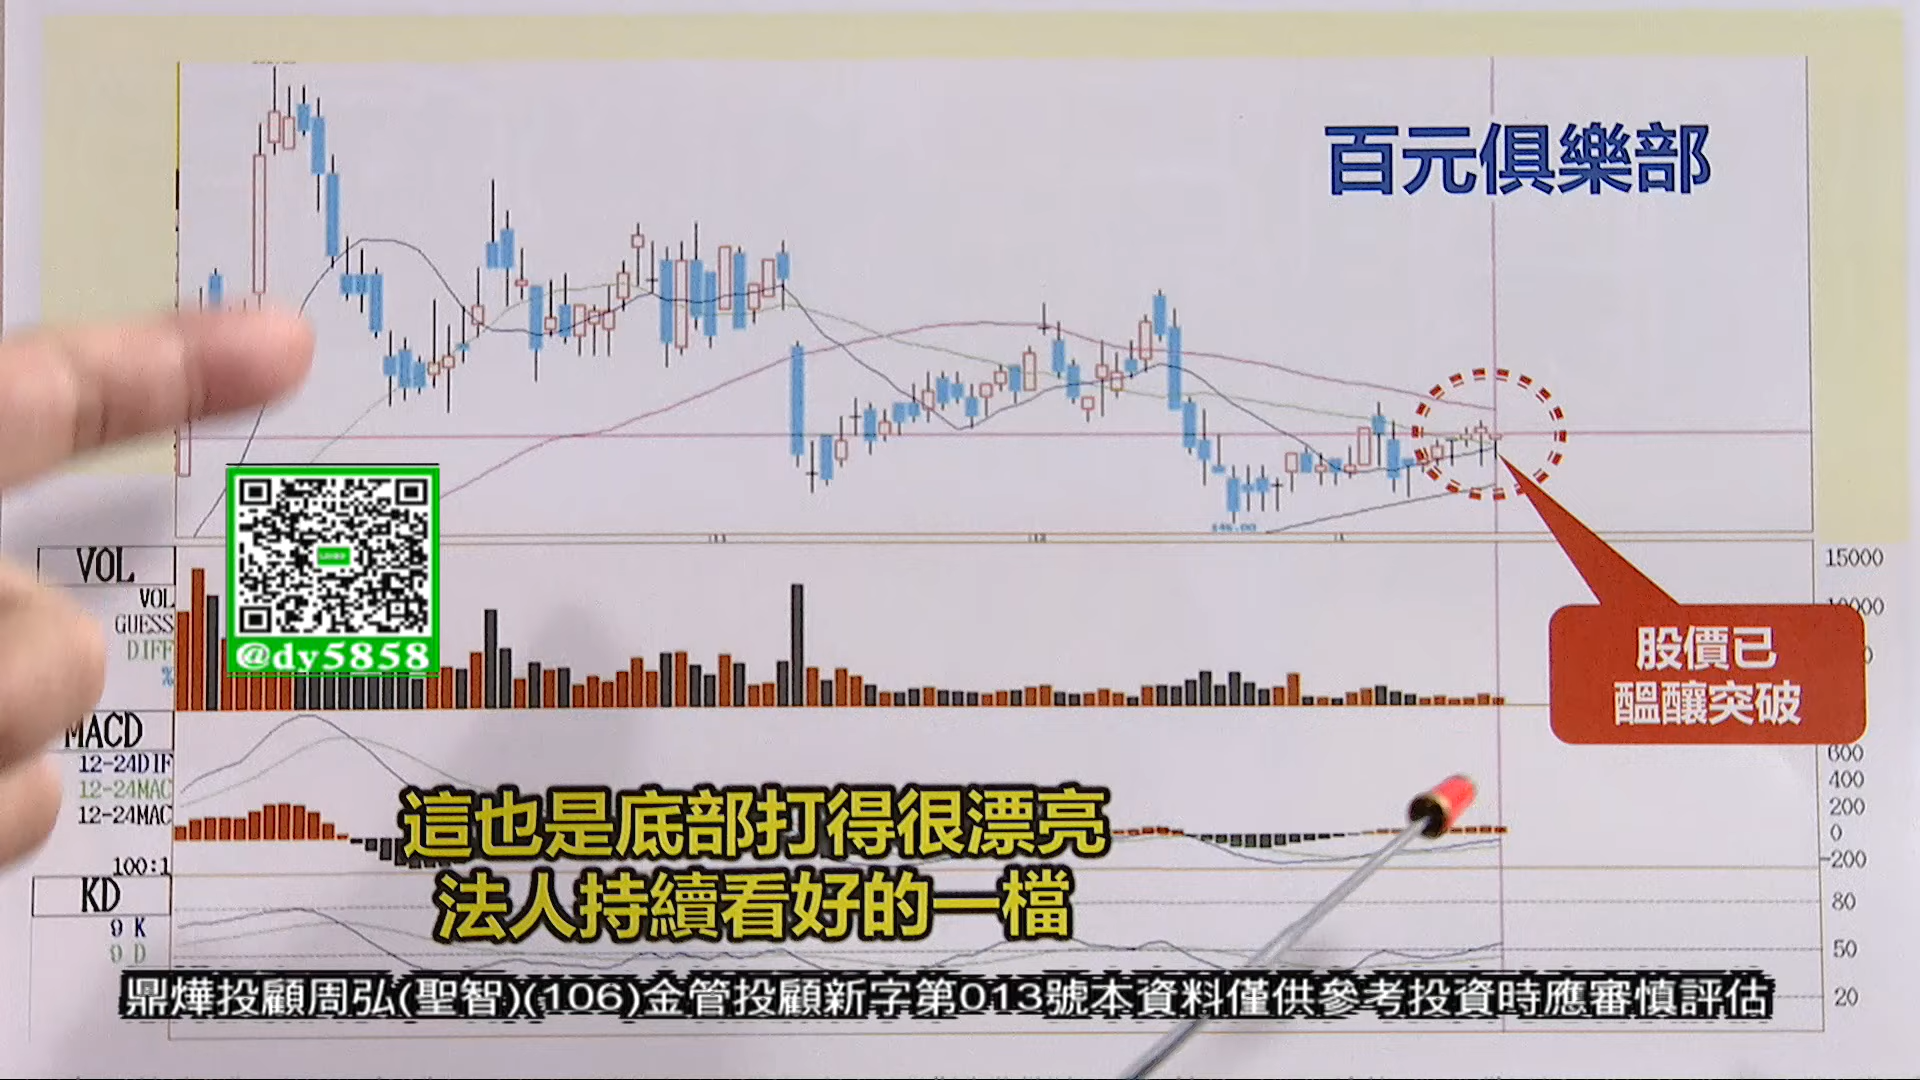 百元俱樂部
11
12
1
VOL
VOL
GUESS
DIFF
%
15000
10000
@dy5858
股價已
醞釀突破
MACD
12-24DIF
12-24MAC
12-24MAC
100:1
600
400
200
0
-200
這也是底部打得很漂亮
法人持續看好的一檔
KD
9 K
9 D
80
50
20
鼎燁投顧周弘(聖智)(106)金管投顧新字第013號本資料僅供參考投資時應審慎評估